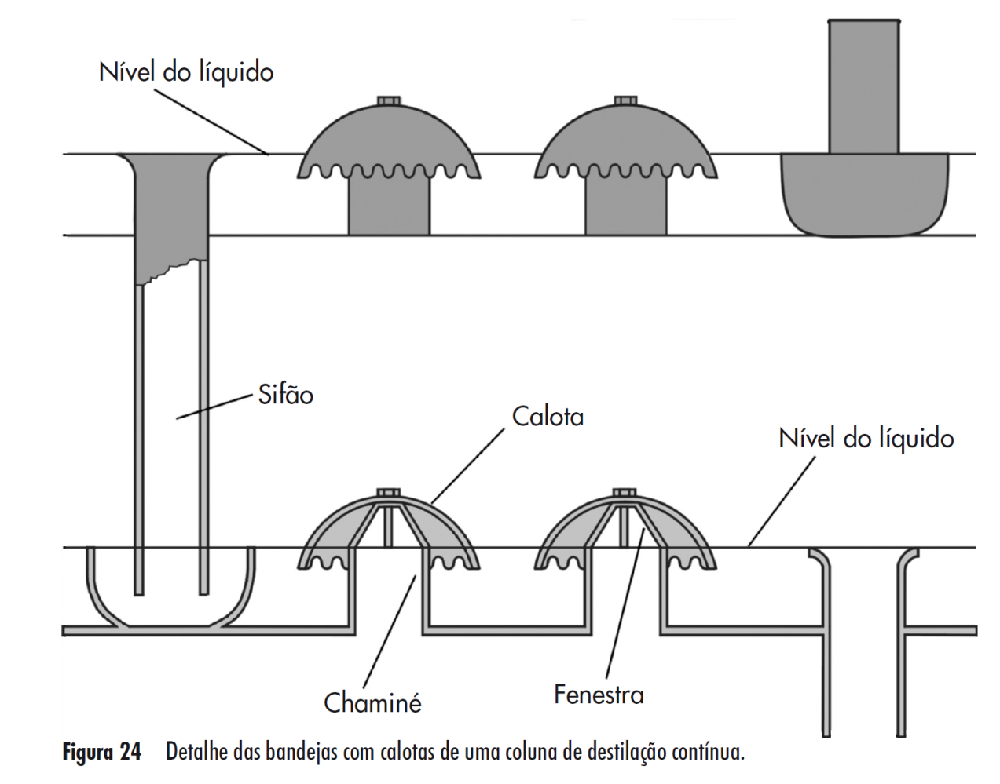 Nível do líquido
Sifão
Calota
Nível do líquido
Chaminé
Fenestra
Figura 24 Detalhe das bandejas com calotas de uma coluna de destilação contínua.